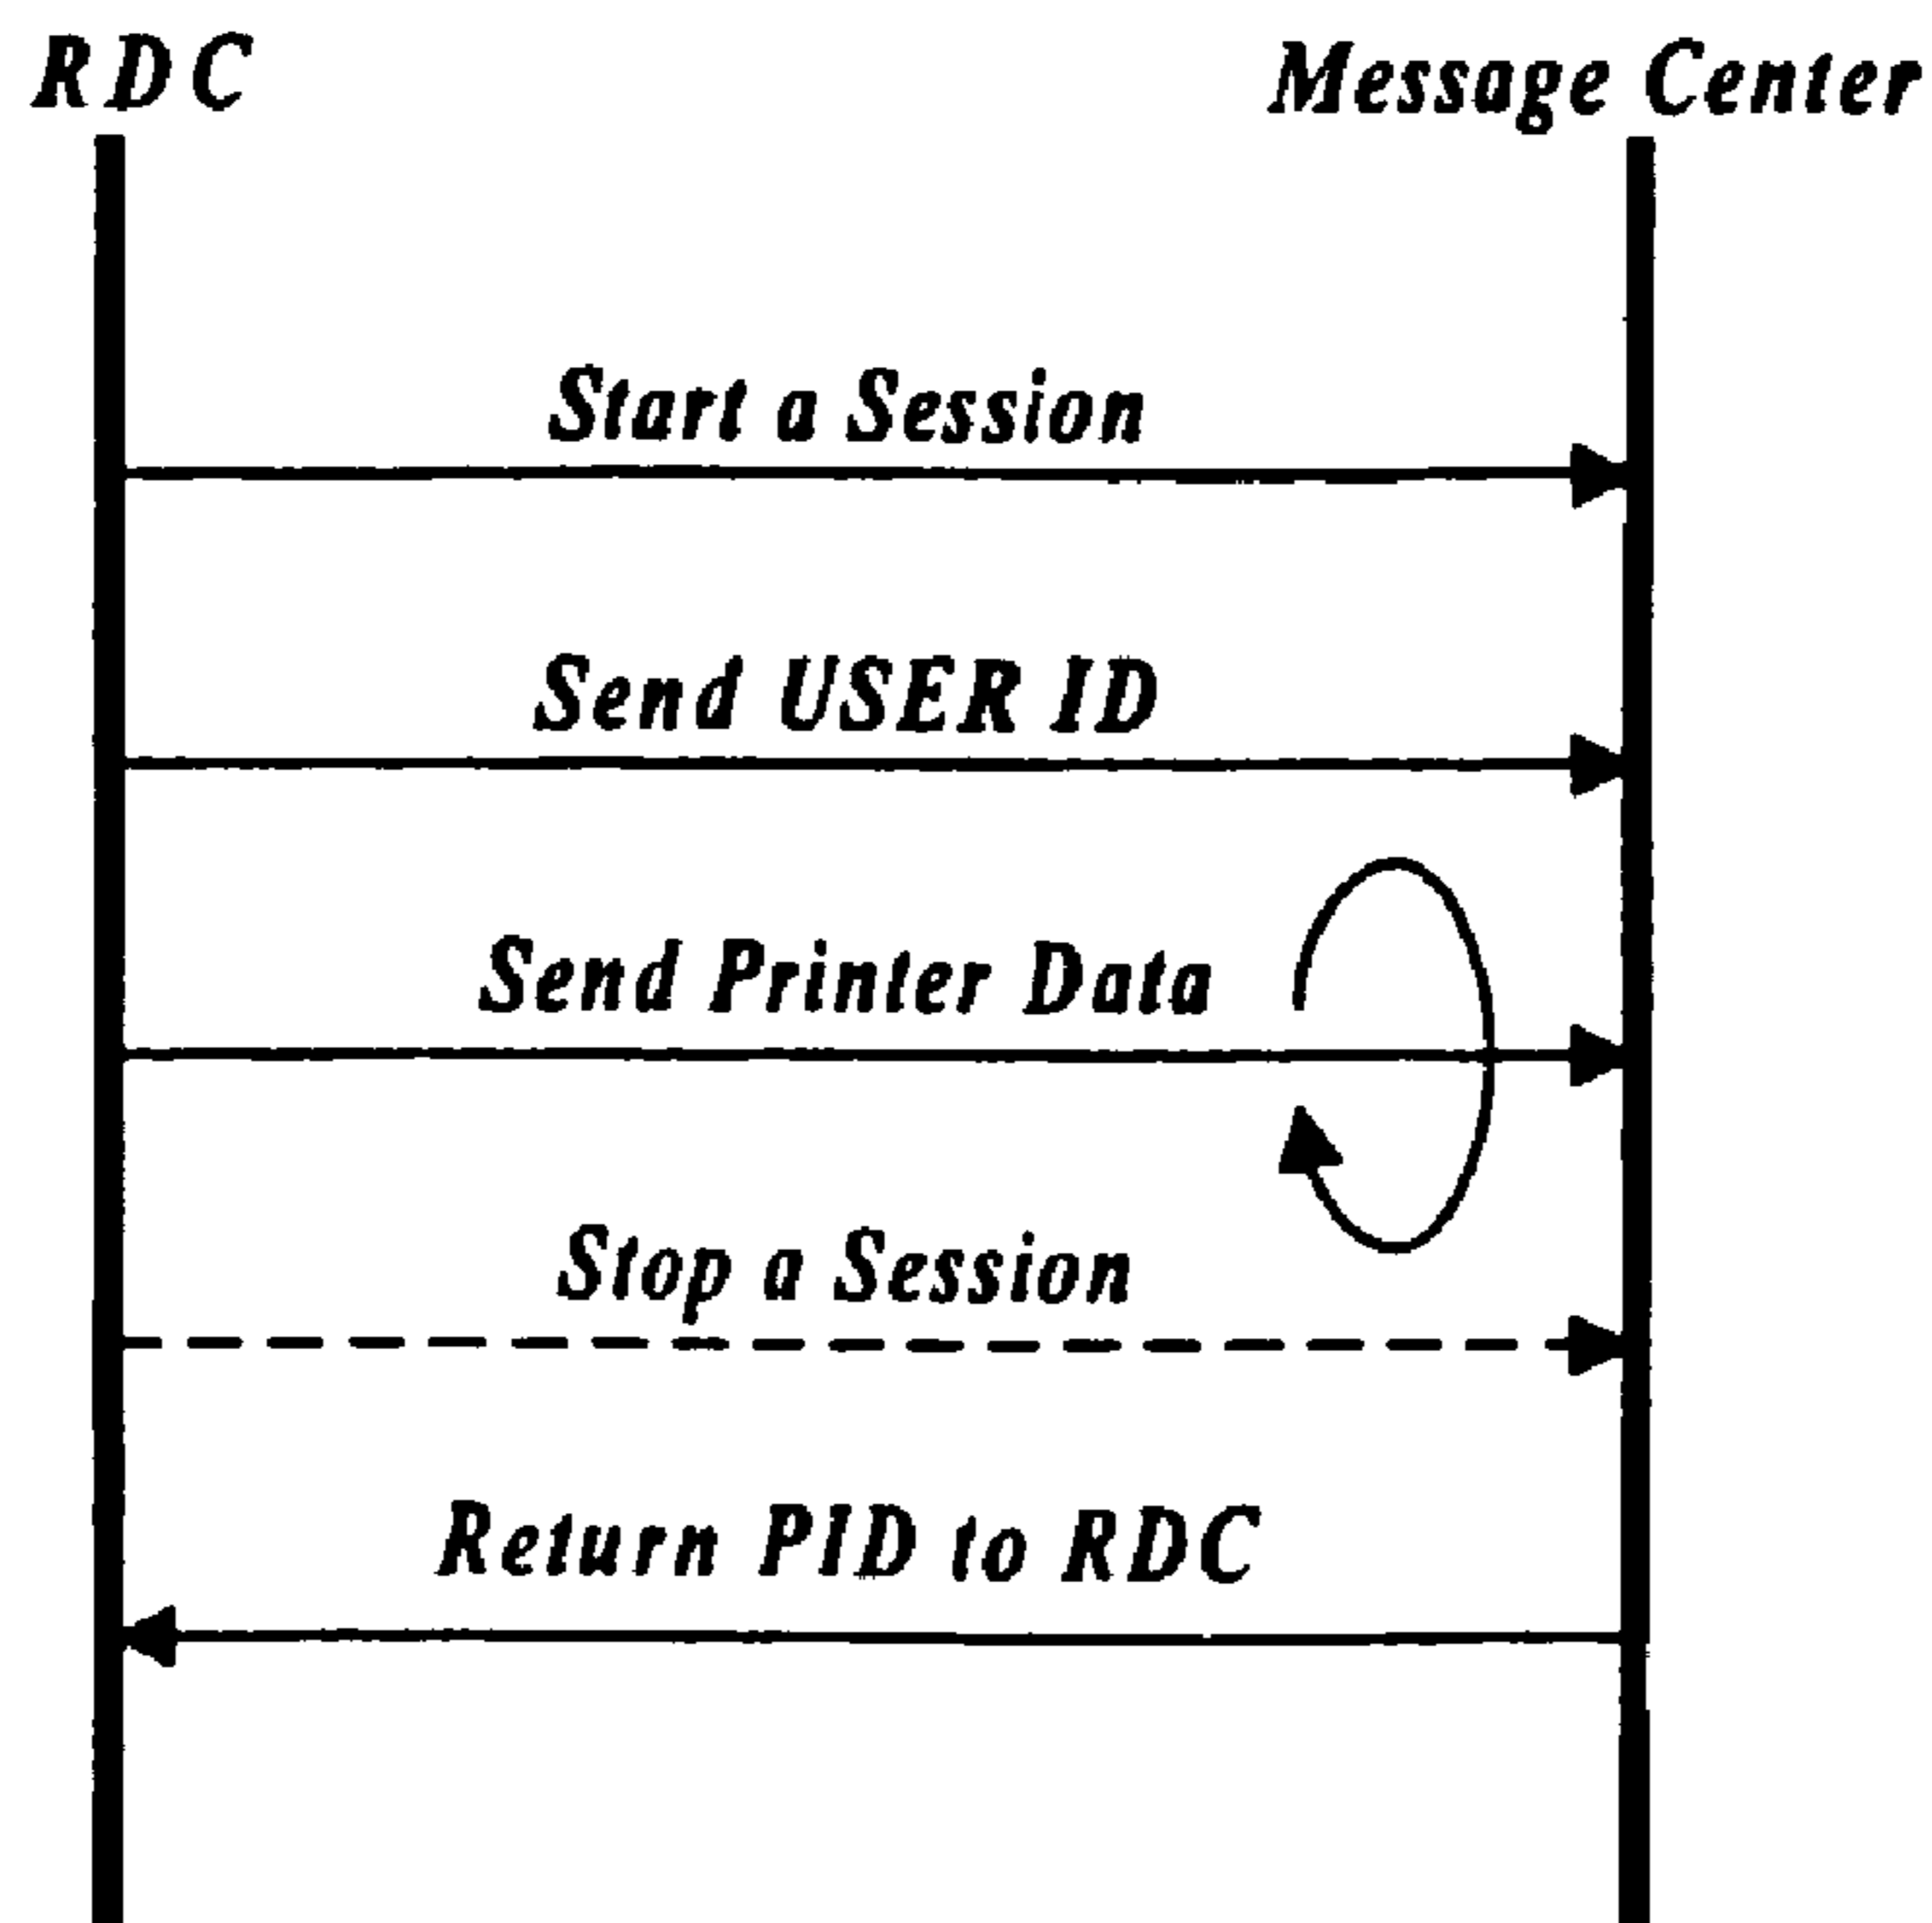 RDC
Message Center
Start a Session
Send USER ID
Send Printer Data
Stop a Session
Return PID to RDC